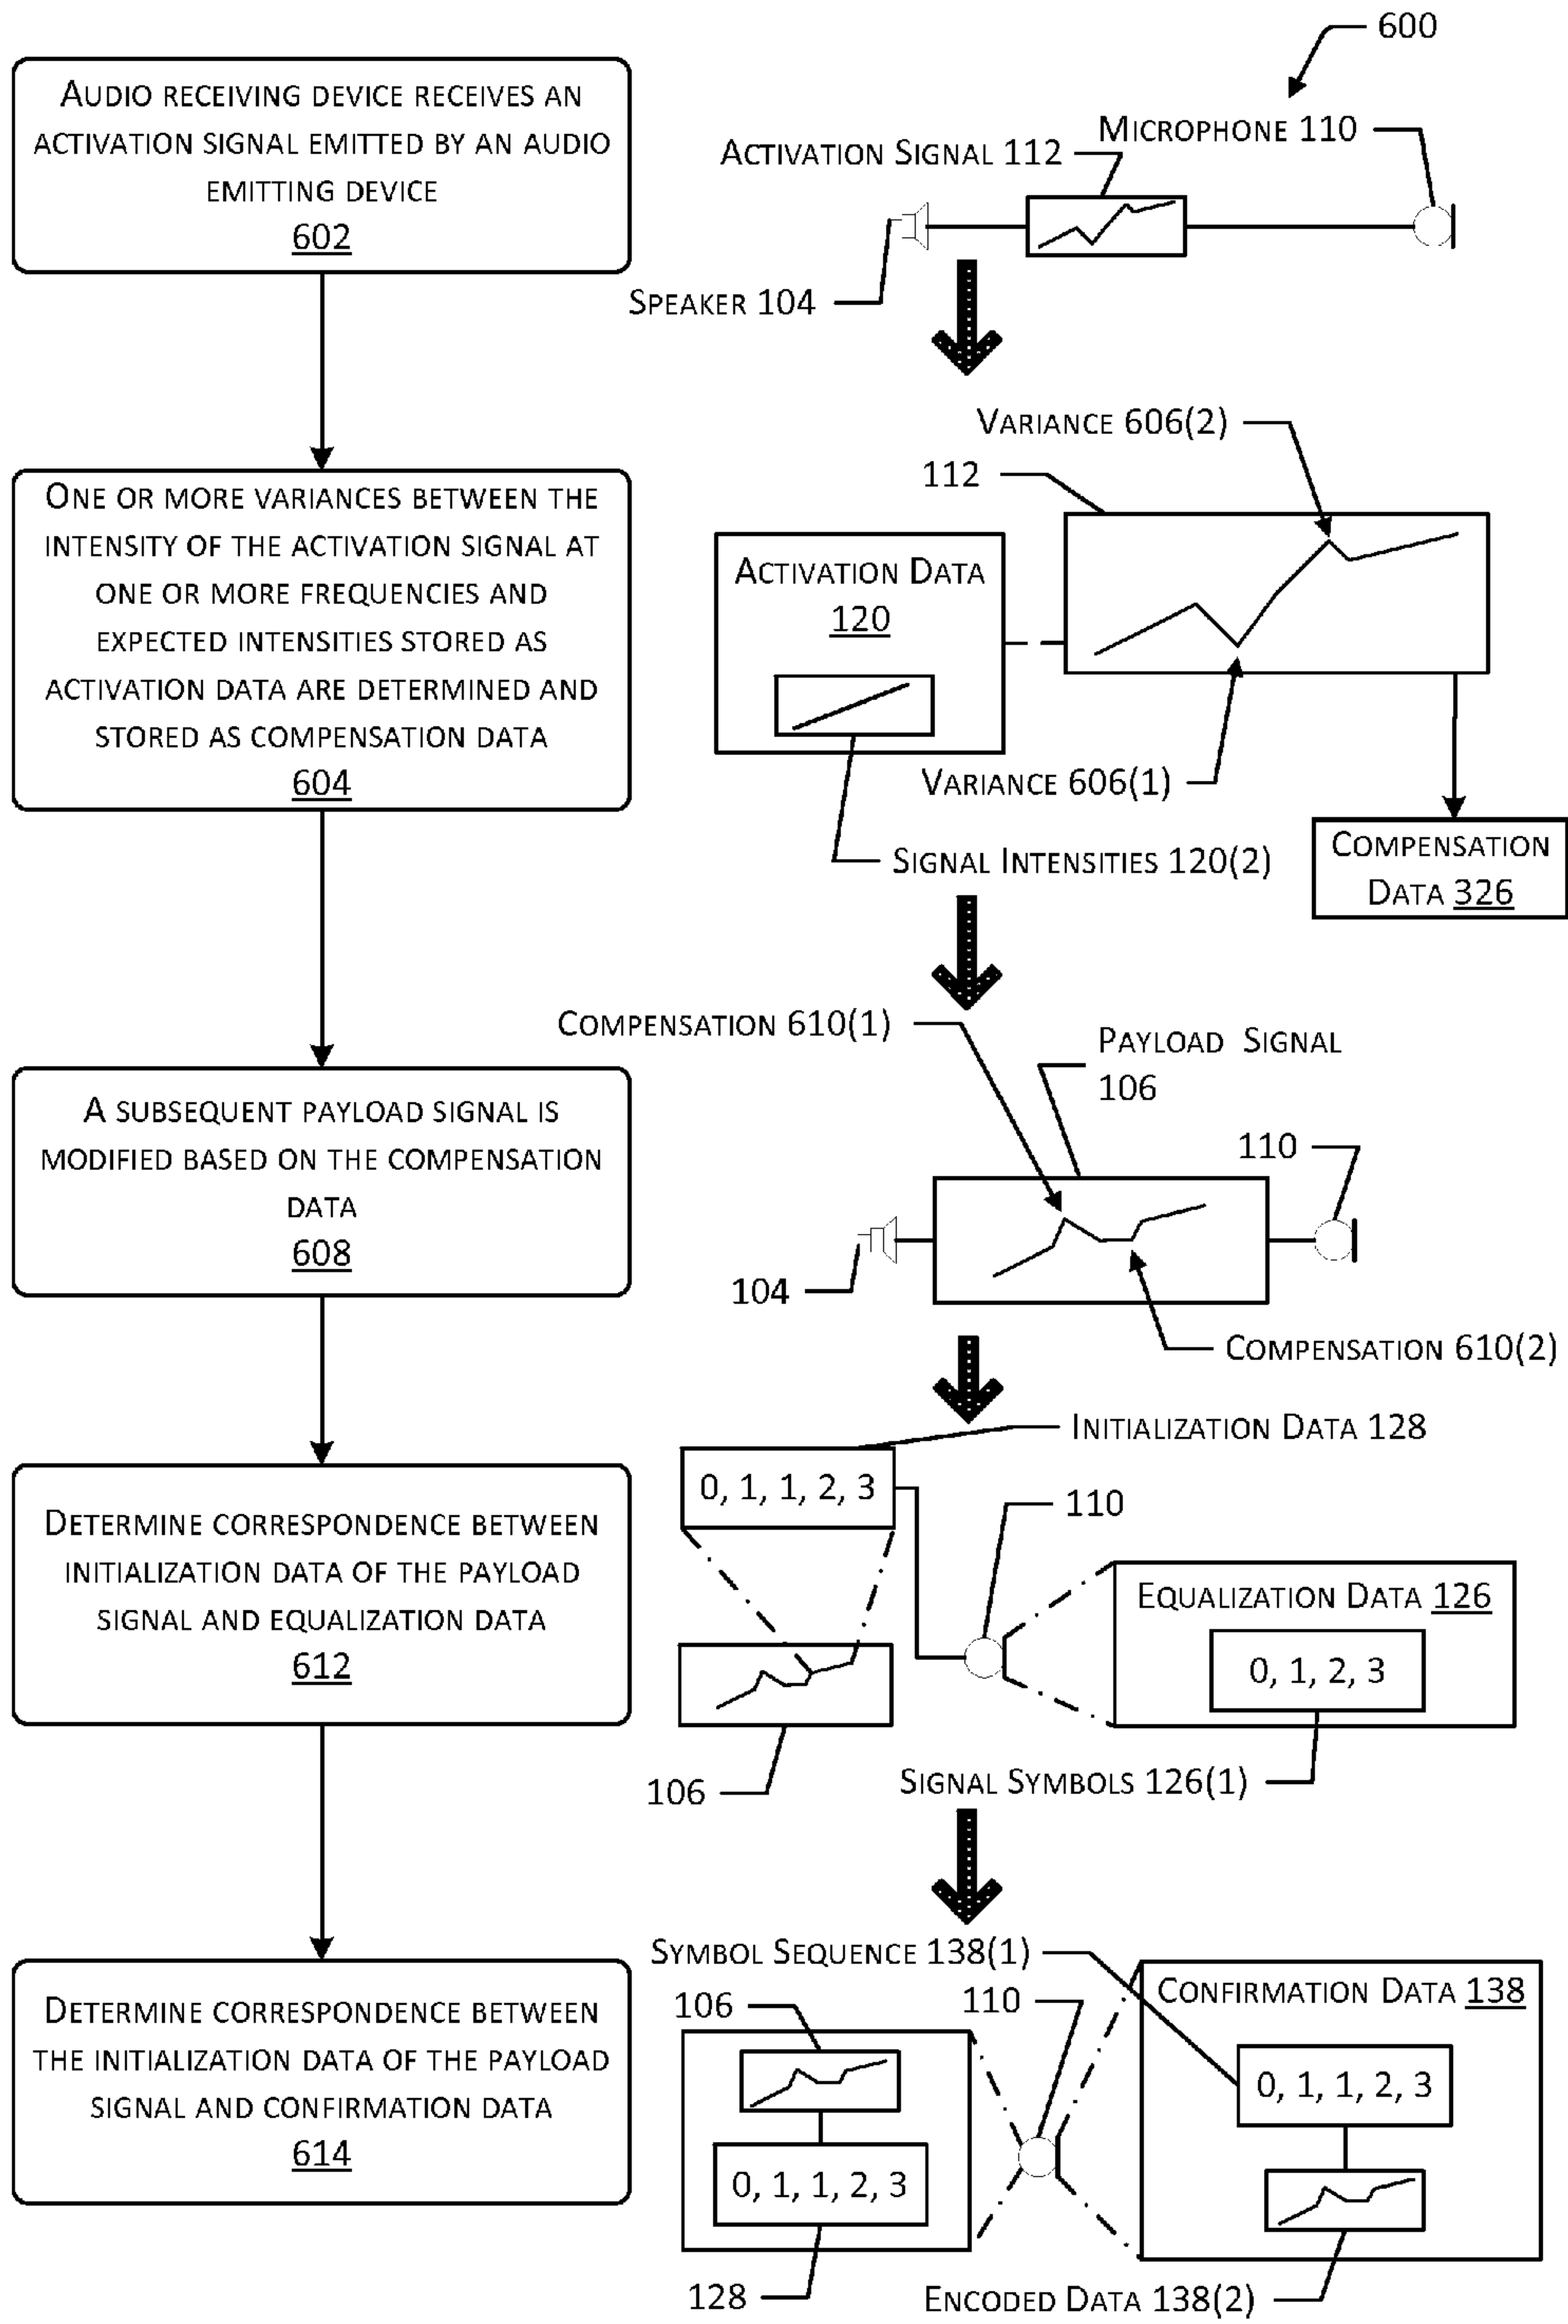 600
AUDIO RECEIVING DEVICE RECEIVES AN
ACTIVATION SIGNAL EMITTED BY AN AUDIO
EMITTING DEVICE
602
MICROPHONE 110
ACTIVATION SIGNAL 112
SPEAKER 104
ONE OR MORE VARIANCES BETWEEN THE
INTENSITY OF THE ACTIVATION SIGNAL AT
ONE OR MORE FREQUENCIES AND
EXPECTED INTENSITIES STORED AS
ACTIVATION DATA ARE DETERMINED AND
STORED AS COMPENSATION DATA
604
VARIANCE 606(2)
112
ACTIVATION DATA
120
VARIANCE 606(1)
SIGNAL INTENSITIES 120(2)
COMPENSATION
DATA 326
A SUBSEQUENT PAYLOAD SIGNAL IS
MODIFIED BASED ON THE COMPENSATION
DATA
608
COMPENSATION 610(1)
PAYLOAD SIGNAL
106
110
104
COMPENSATION 610(2)
DETERMINE CORRESPONDENCE BETWEEN
INITIALIZATION DATA OF THE PAYLOAD
SIGNAL AND EQUALIZATION DATA
612
INITIALIZATION DATA 128
0, 1, 1, 2, 3
110
EQUALIZATION DATA 126
0, 1, 2, 3
106
SIGNAL SYMBOLS 126(1)
DETERMINE CORRESPONDENCE BETWEEN
THE INITIALIZATION DATA OF THE PAYLOAD
SIGNAL AND CONFIRMATION DATA
614
SYMBOL SEQUENCE 138(1)
106
110
CONFIRMATION DATA 138
0, 1, 1, 2, 3
0, 1, 1, 2, 3
128
ENCODED DATA 138(2)